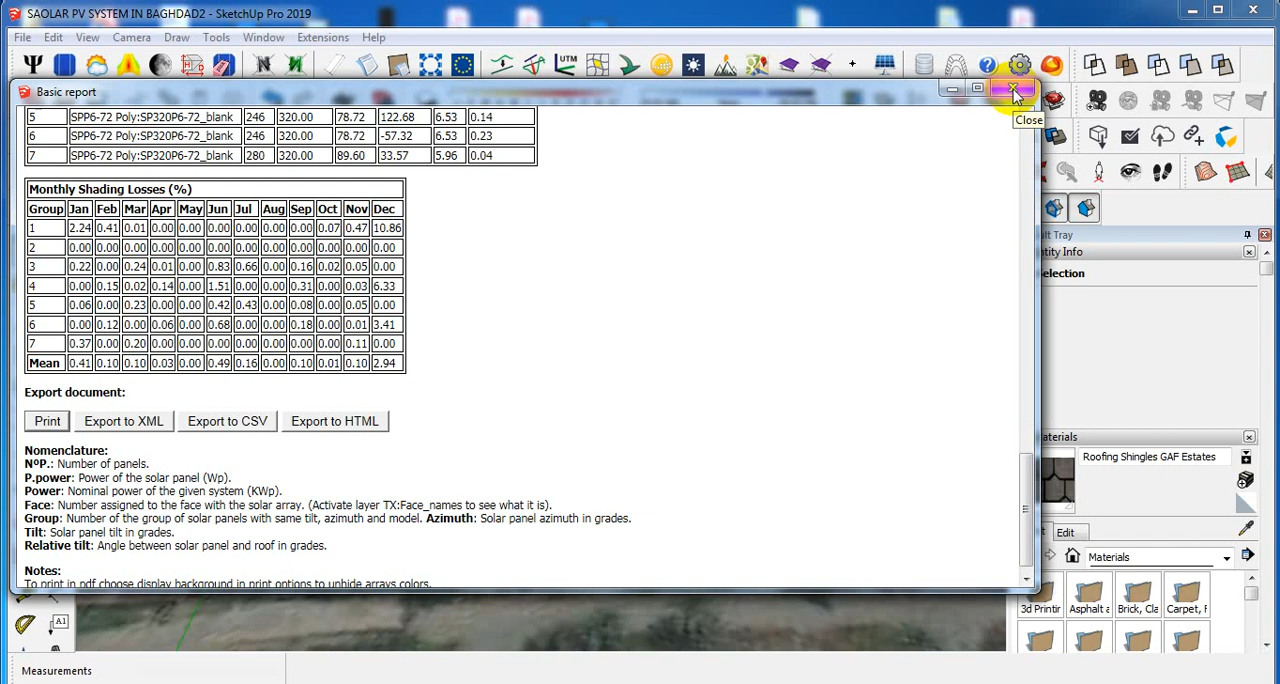 SAOLAR PV SYSTEM IN BAGHDAD2 - SketchUp Pro 2019
File Edit View Camera Draw Tools Window Extensions Help
UTM
Basic report
Close
5 SPP6-72 Poly:SP320P6-72_blank 246 320.00 78.72 122.68 6.53 0.14
6 SPP6-72 Poly:SP320P6-72_blank 246 320.00 78.72 -57.32 6.53 0.23
7 SPP6-72 Poly:SP320P6-72_blank 280 320.00 89.60 33.57 5.96 0.04
Monthly Shading Losses (%)
Group Jan Feb Mar Apr May Jun Jul Aug Sep Oct Nov Dec
1 2.24 0.41 0.01 0.00 0.00 0.00 0.00 0.00 0.00 0.07 0.47 10.86
2 0.00 0.00 0.00 0.00 0.00 0.00 0.00 0.00 0.00 0.00 0.00 0.00
3 0.22 0.00 0.24 0.01 0.00 0.83 0.66 0.00 0.16 0.02 0.05 0.00
4 0.00 0.15 0.02 0.14 0.00 1.51 0.00 0.00 0.31 0.00 0.03 6.33
5 0.06 0.00 0.23 0.00 0.00 0.42 0.43 0.00 0.08 0.00 0.05 0.00
6 0.00 0.12 0.00 0.06 0.00 0.68 0.00 0.00 0.18 0.00 0.01 3.41
7 0.37 0.00 0.20 0.00 0.00 0.00 0.00 0.00 0.00 0.00 0.11 0.00
Mean 0.41 0.10 0.10 0.03 0.00 0.49 0.16 0.00 0.10 0.01 0.10 2.94
Export document:
Print Export to XML Export to CSV Export to HTML
Nomenclature:
NºP.: Number of panels.
P.power: Power of the solar panel (Wp).
Power: Nominal power of the given system (KWp).
Face: Number assigned to the face with the solar array. (Activate layer TX:Face_names to see what it is).
Group: Number of the group of solar panels with same tilt, azimuth and model. Azimuth: Solar panel azimuth in grades.
Tilt: Solar panel tilt in grades.
Relative tilt: Angle between solar panel and roof in grades.
Notes:
To print in pdf choose display background in print options to unhide arrays colors.
ult Tray
ntity Info
Selection
aterials
Roofing Shingles GAF Estates
t Edit
Materials
3d Printir Asphalt a Brick, Cla Carpet, F
A1
Measurements